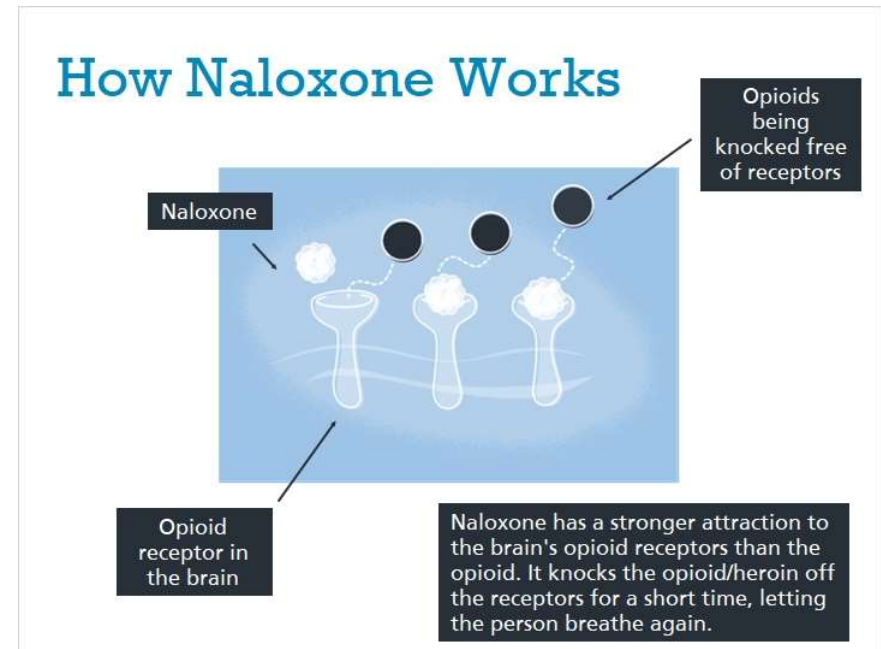 How Naloxone Works
Opioids
being
knocked free
of receptors
Naloxone
Opioid
receptor in
the brain
Naloxone has a stronger attraction to
the brain's opioid receptors than the
opioid. It knocks the opioid/heroin off
the receptors for a short time, letting
the person breathe again.